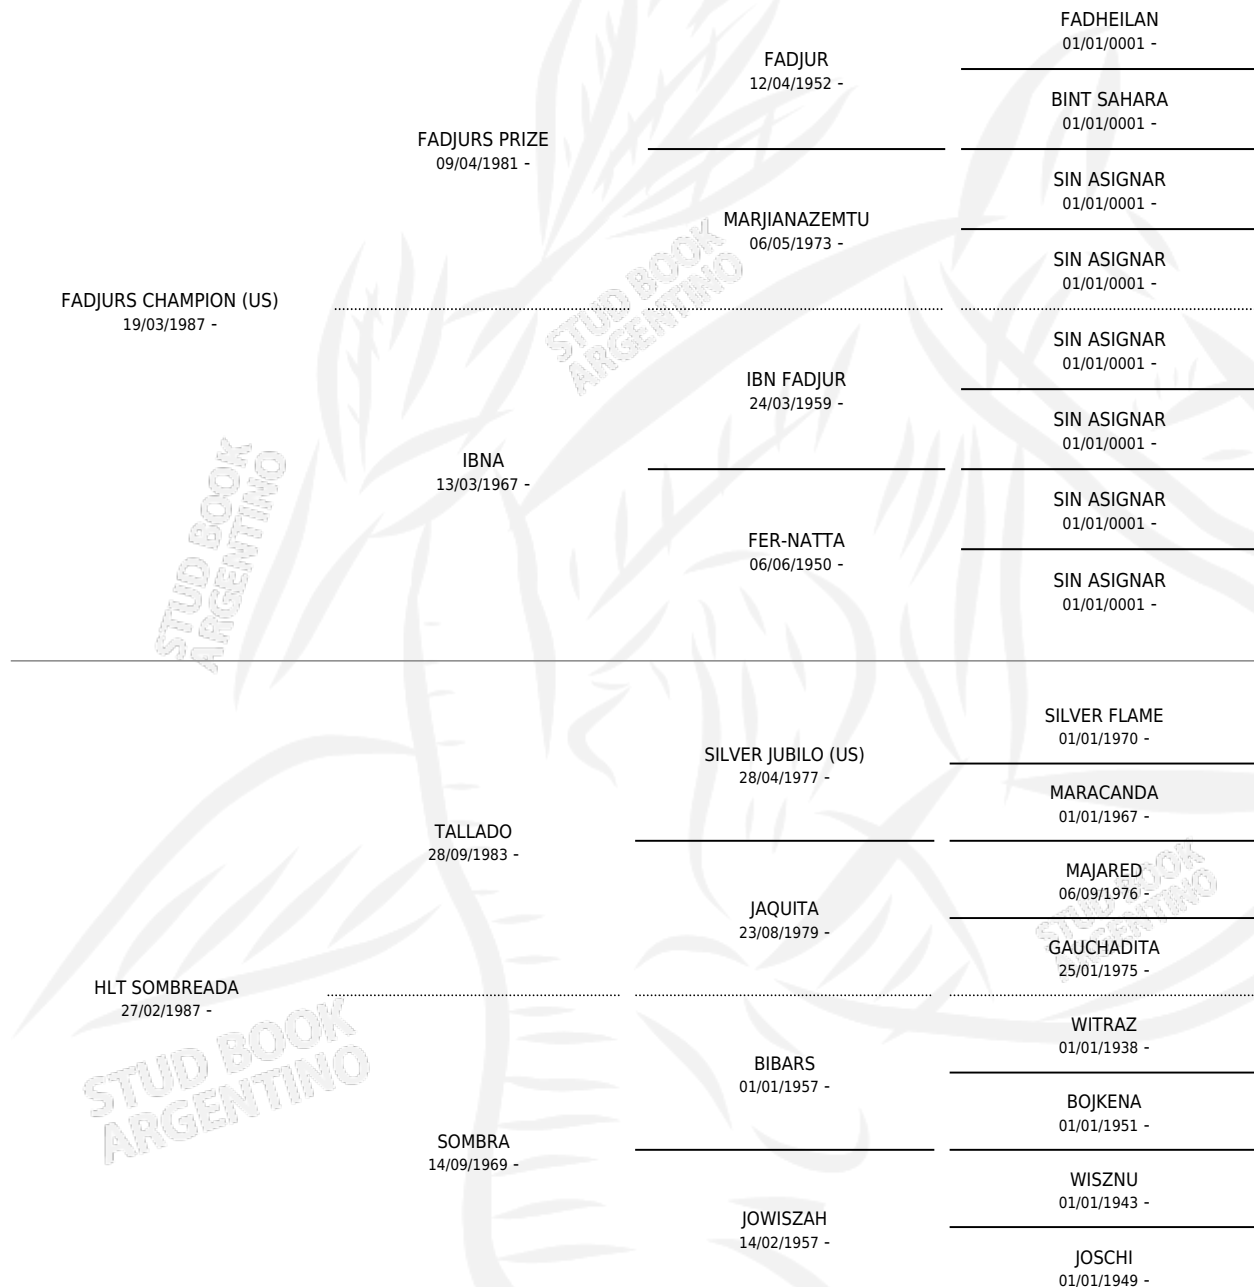 FADHEILAN
01/01/0001 -
FADJUR
12/04/1952 -
BINT SAHARA
01/01/0001 -
FADJURS PRIZE
09/04/1981 -
SIN ASIGNAR
01/01/0001 -
MARJIANAZEMTU
06/05/1973 -
SIN ASIGNAR
01/01/0001 -
FADJURS CHAMPION (US)
19/03/1987 -
SIN ASIGNAR
01/01/0001 -
IBN FADJUR
24/03/1959 -
SIN ASIGNAR
01/01/0001 -
IBNA
13/03/1967 -
SIN ASIGNAR
01/01/0001 -
FER-NATTA
06/06/1950 -
SIN ASIGNAR
01/01/0001 -
STUD BOOK
ARGENTINO
STUD BOOK
ARGENTINO
SILVER FLAME
01/01/1970 -
SILVER JUBILO (US)
28/04/1977 -
MARACANDA
01/01/1967 -
TALLADO
28/09/1983 -
MAJARED
06/09/1976 -
JAQUITA
23/08/1979 -
GAUCHADITA
25/01/1975 -
STUD BOOK
ARGENTINO
HLT SOMBREADA
27/02/1987 -
WITRAZ
01/01/1938 -
BIBARS
01/01/1957 -
BOJKENA
01/01/1951 -
STUD BOOK
ARGENTINO
SOMBRA
14/09/1969 -
WISZNU
01/01/1943 -
JOWISZAH
14/02/1957 -
JOSCHI
01/01/1949 -